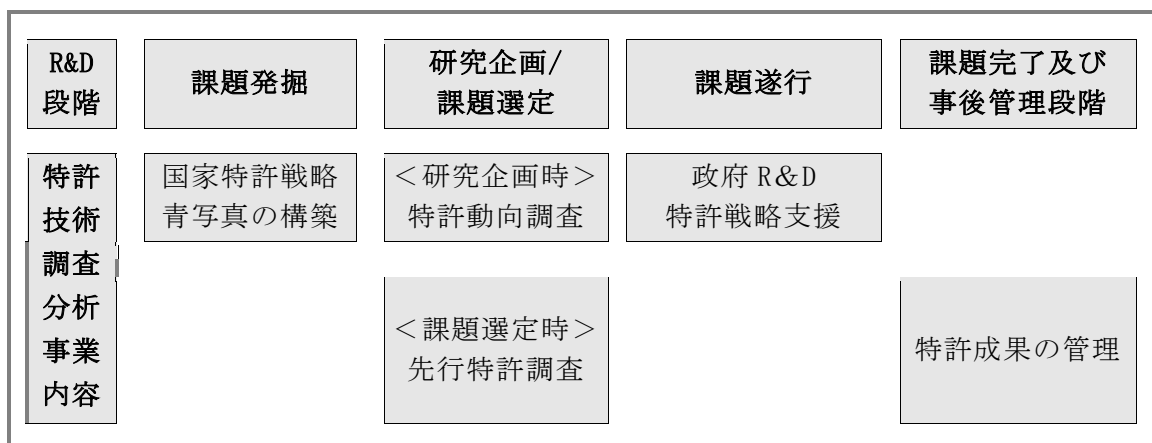 R&D
段階
課題発掘
研究企画/
課題選定
課題遂行
課題完了及び
事後管理段階
特許
技術
調査
分析
事業
内容
国家特許戦略
青写真の構築
＜研究企画時＞
特許動向調査
政府 R＆D
特許戦略支援
＜課題選定時＞
先行特許調査
特許成果の管理